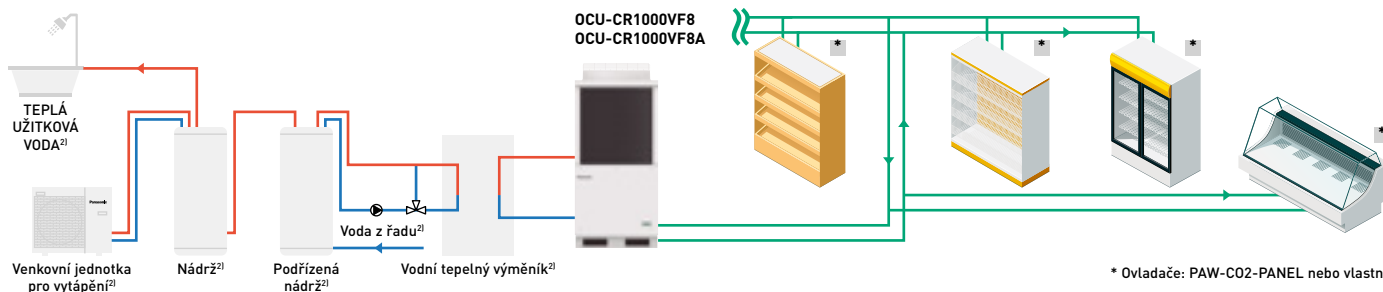 OCU-CR1000VF8
OCU-CR1000VF8A
*
*
*
*
TEPLÁ
UŽITKOVÁ
VODA²⁾
Panasonic
Voda z řadu²⁾
Venkovní jednotka
pro vytápění²⁾
Nádrž²⁾
Podřízená
nádrž²⁾
Vodní tepelný výměník²⁾
* Ovladače: PAW-CO2-PANEL nebo vlastn